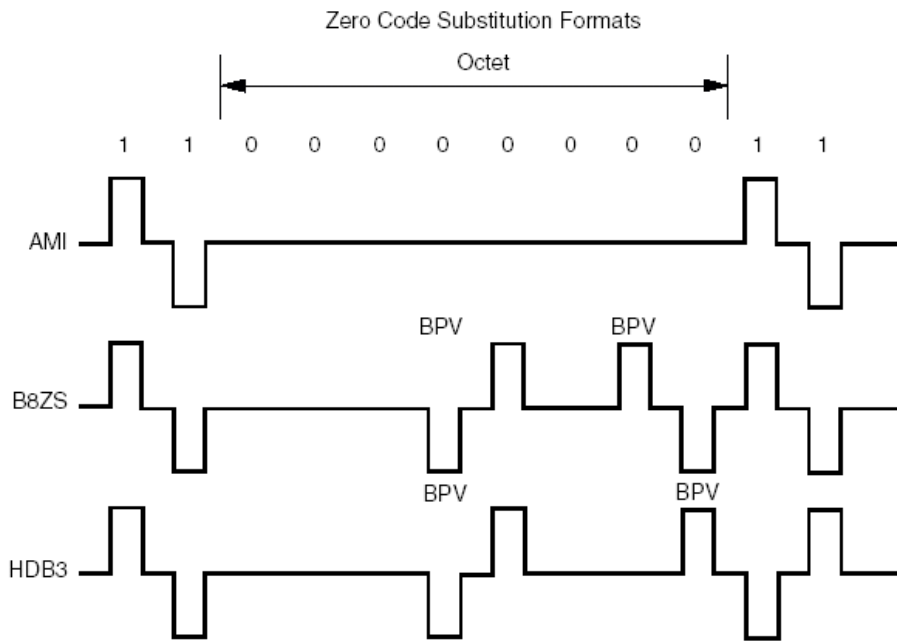 Zero Code Substitution Formats
Octet
1 1 0 0 0 0 0 0 0 0 1 1
AMI
BPV BPV
B8ZS
BPV BPV
HDB3